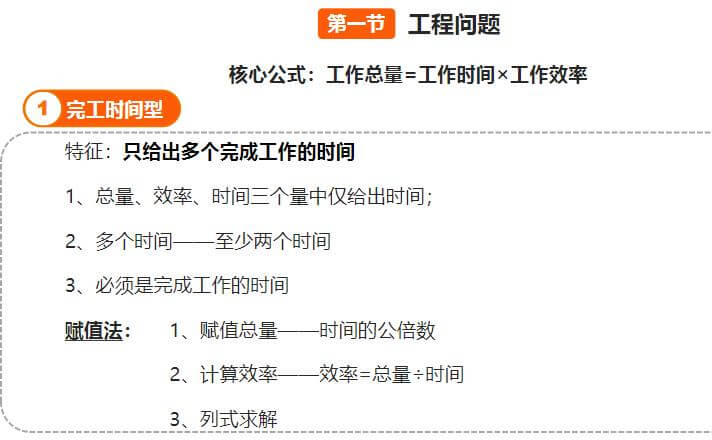 第一节 工程问题
核心公式：工作总量=工作时间×工作效率
1 完工时间型
特征：只给出多个完成工作的时间
1、总量、效率、时间三个量中仅给出时间；
2、多个时间——至少两个时间
3、必须是完成工作的时间
赋值法： 1、赋值总量——时间的公倍数
2、计算效率——效率=总量÷时间
3、列式求解